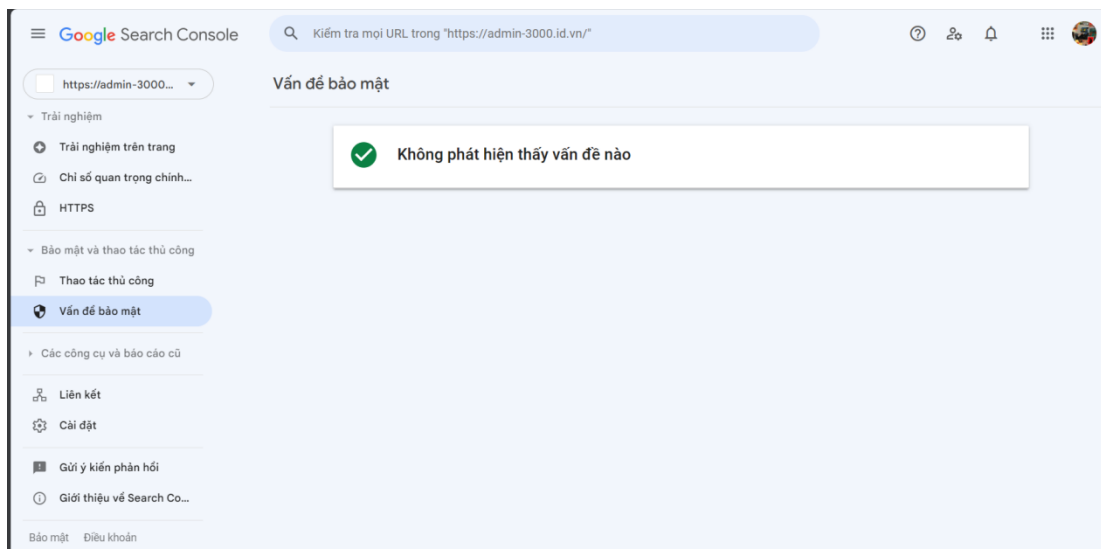 Google Search Console
Kiểm tra mọi URL trong "https://admin-3000.id.vn/"
https://admin-3000...
Vấn đề bảo mật
Trải nghiệm
Trải nghiệm trên trang
Chỉ số quan trọng chính...
HTTPS
Không phát hiện thấy vấn đề nào
Bảo mật và thao tác thủ công
Thao tác thủ công
Vấn đề bảo mật
Các công cụ và báo cáo cũ
Liên kết
Cài đặt
Gửi ý kiến phản hồi
Giới thiệu về Search Co...
Bảo mật Điều khoản